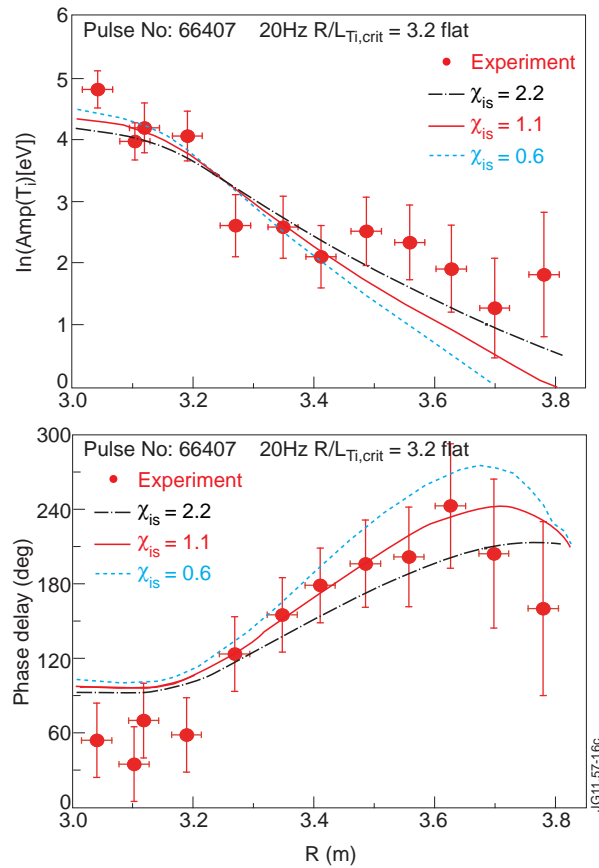 Pulse No: 66407 20Hz R/L_Ti,crit = 3.2 flat
Experiment
χ_is = 2.2
χ_is = 1.1
χ_is = 0.6
ln(Amp(T_i)[eV]
5
4
3
2
1
0
3.0 3.2 3.4 3.6 3.8
Pulse No: 66407 20Hz R/L_Ti,crit = 3.2 flat
Experiment
χ_is = 2.2
χ_is = 1.1
χ_is = 0.6
Phase delay (deg)
300
240
180
120
60
0
3.0 3.2 3.4 3.6 3.8
R (m)
JG11.57-16c